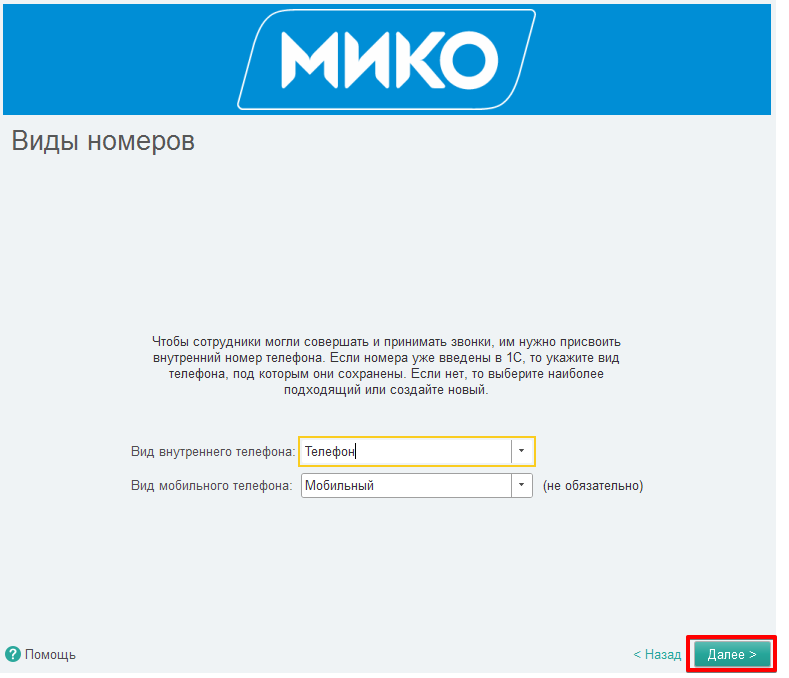 МИКО
Виды номеров
Чтобы сотрудники могли совершать и принимать звонки, им нужно присвоить
внутренний номер телефона. Если номера уже введены в 1С, то укажите вид
телефона, под которым они сохранены. Если нет, то выберите наиболее
подходящий или создайте новый.
Вид внутреннего телефона: Телефон
Вид мобильного телефона: Мобильный (не обязательно)
? Помощь < Назад Далее >